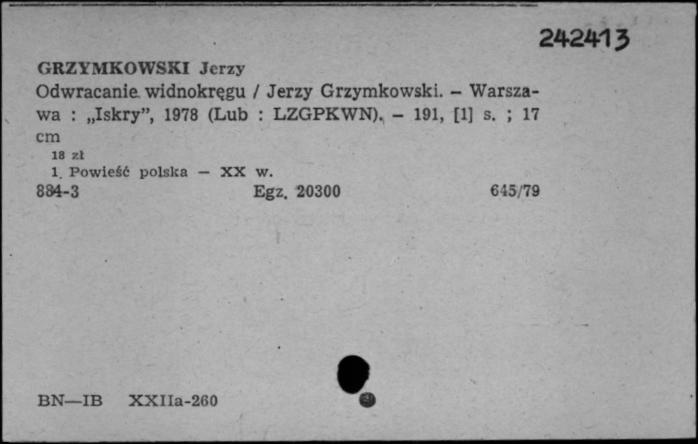 242413
GRZYMKOWSKI Jerzy
Odwracanie widnokręgu / Jerzy Grzymkowski. – Warsza-
wa : „Iskry”, 1978 (Lub : LZGPKWN). – 191, [1] s. ; 17
cm
18 zł
1. Powieść polska — XX w.
884-3 Egz. 20300 645/79
BN—IB XXIIa-260